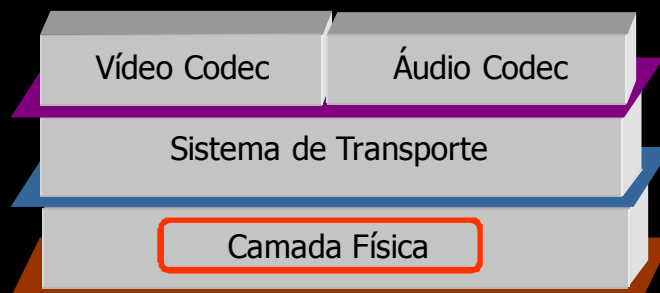 Vídeo Codec
Áudio Codec
Sistema de Transporte
Camada Física